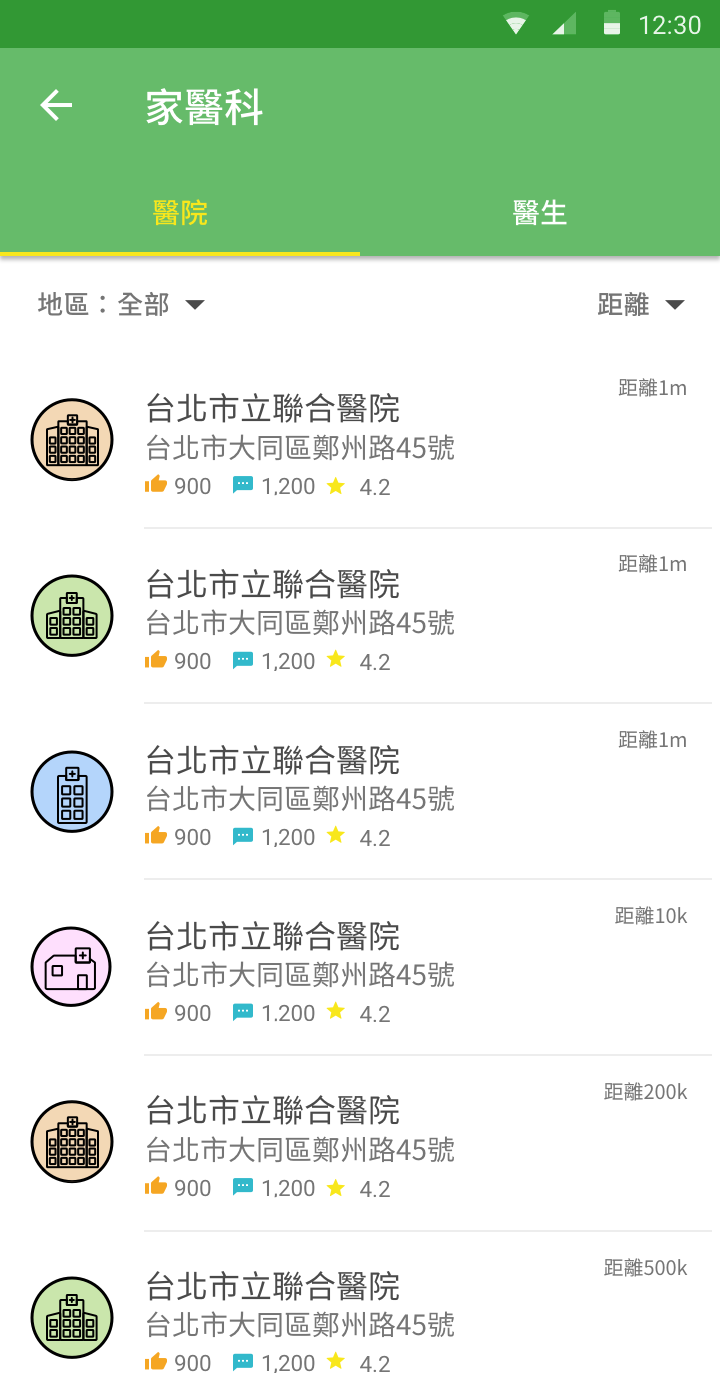 12:30
家醫科
醫院 醫生
地區：全部 距離
台北市立聯合醫院 距離1m
台北市大同區鄭州路45號
900 1,200 4.2
台北市立聯合醫院 距離1m
台北市大同區鄭州路45號
900 1,200 4.2
台北市立聯合醫院 距離1m
台北市大同區鄭州路45號
900 1,200 4.2
台北市立聯合醫院 距離10k
台北市大同區鄭州路45號
900 1.200 4.2
台北市立聯合醫院 距離200k
台北市大同區鄭州路45號
900 1,200 4.2
台北市立聯合醫院 距離500k
台北市大同區鄭州路45號
900 1,200 4.2